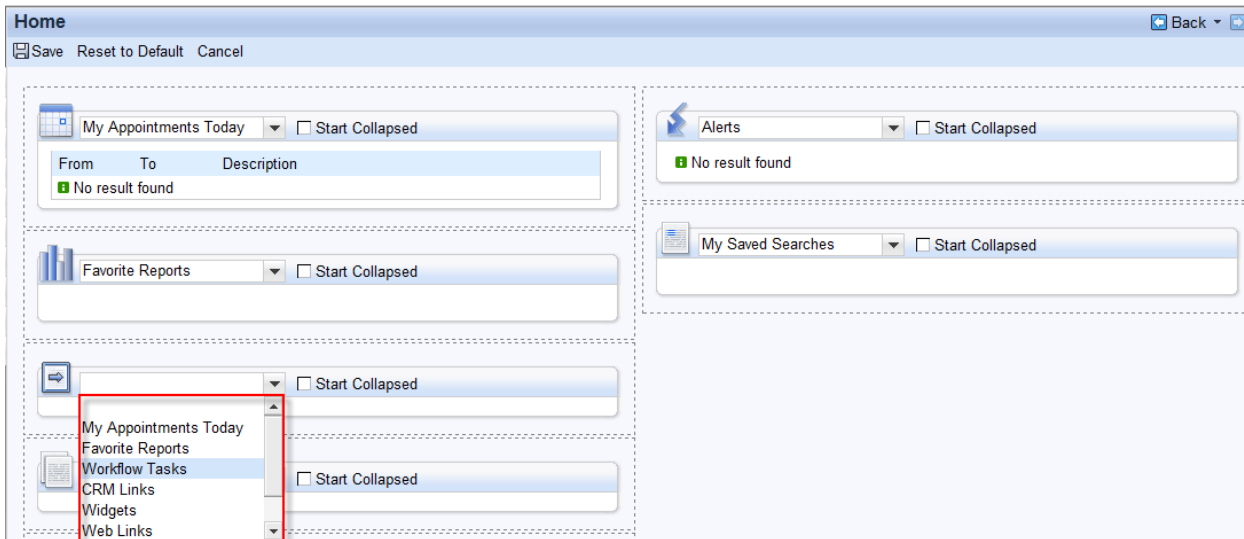 Home
Back
Save Reset to Default Cancel
My Appointments Today Start Collapsed
From To Description
No result found
Favorite Reports Start Collapsed
Start Collapsed
My Appointments Today
Favorite Reports
Workflow Tasks
CRM Links
Widgets
Web Links
Start Collapsed
Alerts Start Collapsed
No result found
My Saved Searches Start Collapsed